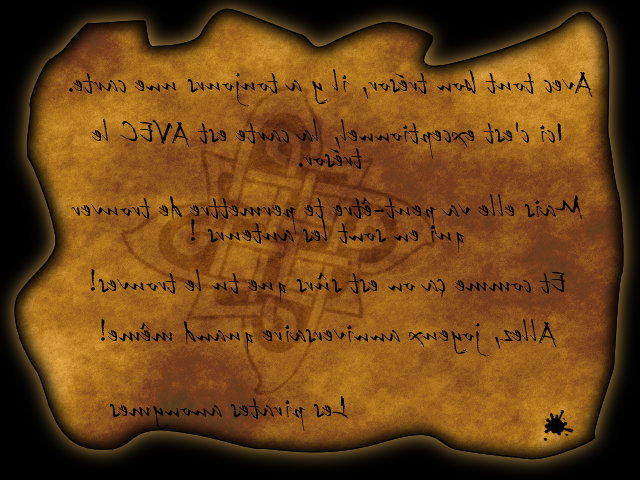 Avec tout bon trésor, il y a toujours une carte.
Ici c'est exceptionnel, la carte est AVEC le
trésor.
Mais elle va peut-être te permettre de trouver
qui en sont les auteurs !
Et comme ça on est sûrs que tu le trouves!
Allez, joyeux anniversaire quand même!
Les pirates anonymes